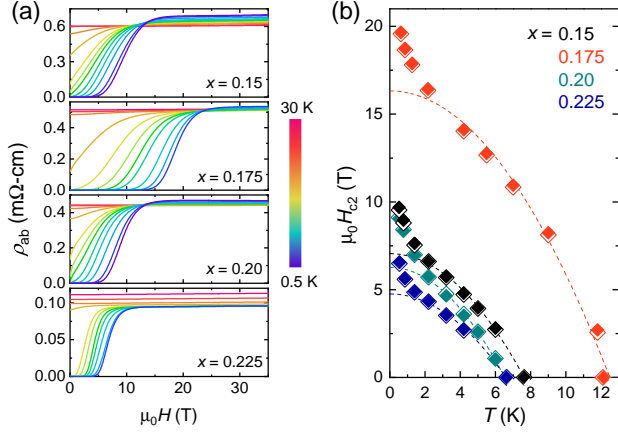 (a)
0.6
0.3
0.0
x = 0.15
0.4
0.2
0.0
x = 0.175
30 K
0.5 K
0.4
0.2
0.0
x = 0.20
0.10
0.05
0.00
x = 0.225
0 10 20 30
ρab (mΩ-cm)
μ0H (T)
(b)
20
15
10
5
0
x = 0.15
0.175
0.20
0.225
0 2 4 6 8 10 12
μ0Hc2 (T)
T (K)